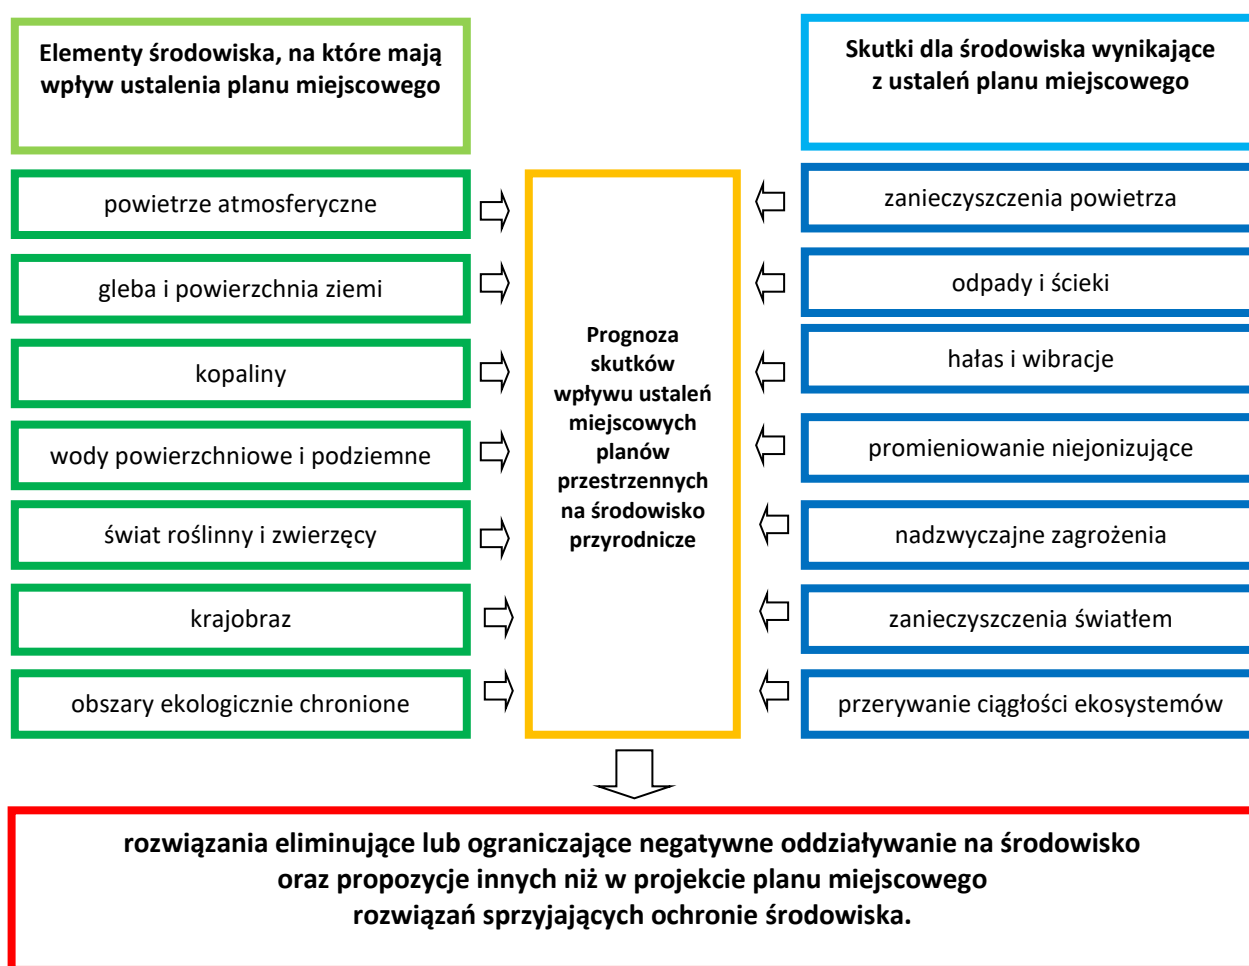 Elementy środowiska, na które mają
wpływ ustalenia planu miejscowego
powietrze atmosferyczne
gleba i powierzchnia ziemi
kopaliny
wody powierzchniowe i podziemne
świat roślinny i zwierzęcy
krajobraz
obszary ekologicznie chronione
Prognoza
skutków
wpływu ustaleń
miejscowych
planów
przestrzennych
na środowisko
przyrodnicze
Skutki dla środowiska wynikające
z ustaleń planu miejscowego
zanieczyszczenia powietrza
odpady i ścieki
hałas i wibracje
promieniowanie niejonizujące
nadzwyczajne zagrożenia
zanieczyszczenia światłem
przerywanie ciągłości ekosystemów
rozwiązania eliminujące lub ograniczające negatywne oddziaływanie na środowisko
oraz propozycje innych niż w projekcie planu miejscowego
rozwiązań sprzyjających ochronie środowiska.